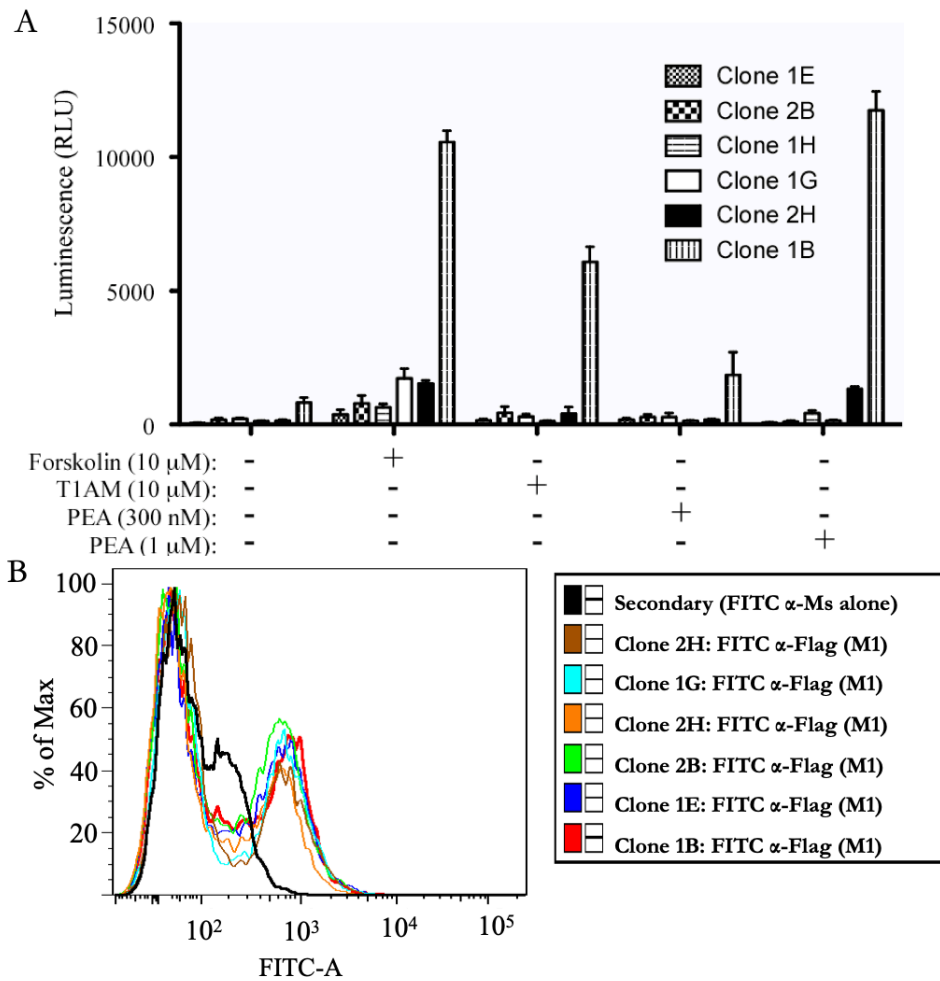 A
15000
10000
5000
0
Luminescence (RLU)
Clone 1E
Clone 2B
Clone 1H
Clone 1G
Clone 2H
Clone 1B
Forskolin (10 µM): - + - - -
T1AM (10 µM): - - + - -
PEA (300 nM): - - - + -
PEA (1 µM): - - - - +
B
100
80
60
40
20
% of Max
10² 10³ 10⁴ 10⁵
FITC-A
Secondary (FITC α-Ms alone)
Clone 2H: FITC α-Flag (M1)
Clone 1G: FITC α-Flag (M1)
Clone 2H: FITC α-Flag (M1)
Clone 2B: FITC α-Flag (M1)
Clone 1E: FITC α-Flag (M1)
Clone 1B: FITC α-Flag (M1)